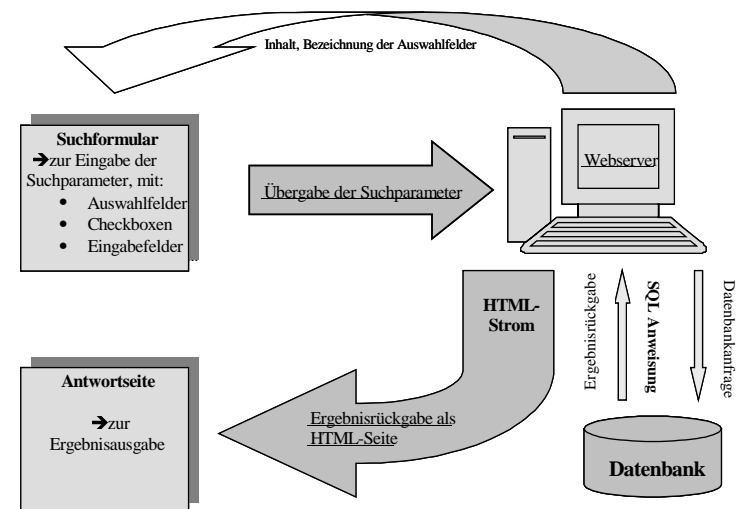 Inhalt, Bezeichnung der Auswahlfelder
Suchformular
➔zur Eingabe der
Suchparameter, mit:
• Auswahlfelder
• Checkboxen
• Eingabefelder
Übergabe der Suchparameter
Webserver
HTML-
Strom
Ergebnisrückgabe
SQL Anweisung
Datenbankanfrage
Antwortseite
➔zur
Ergebnisausgabe
Ergebnisrückgabe als
HTML-Seite
Datenbank